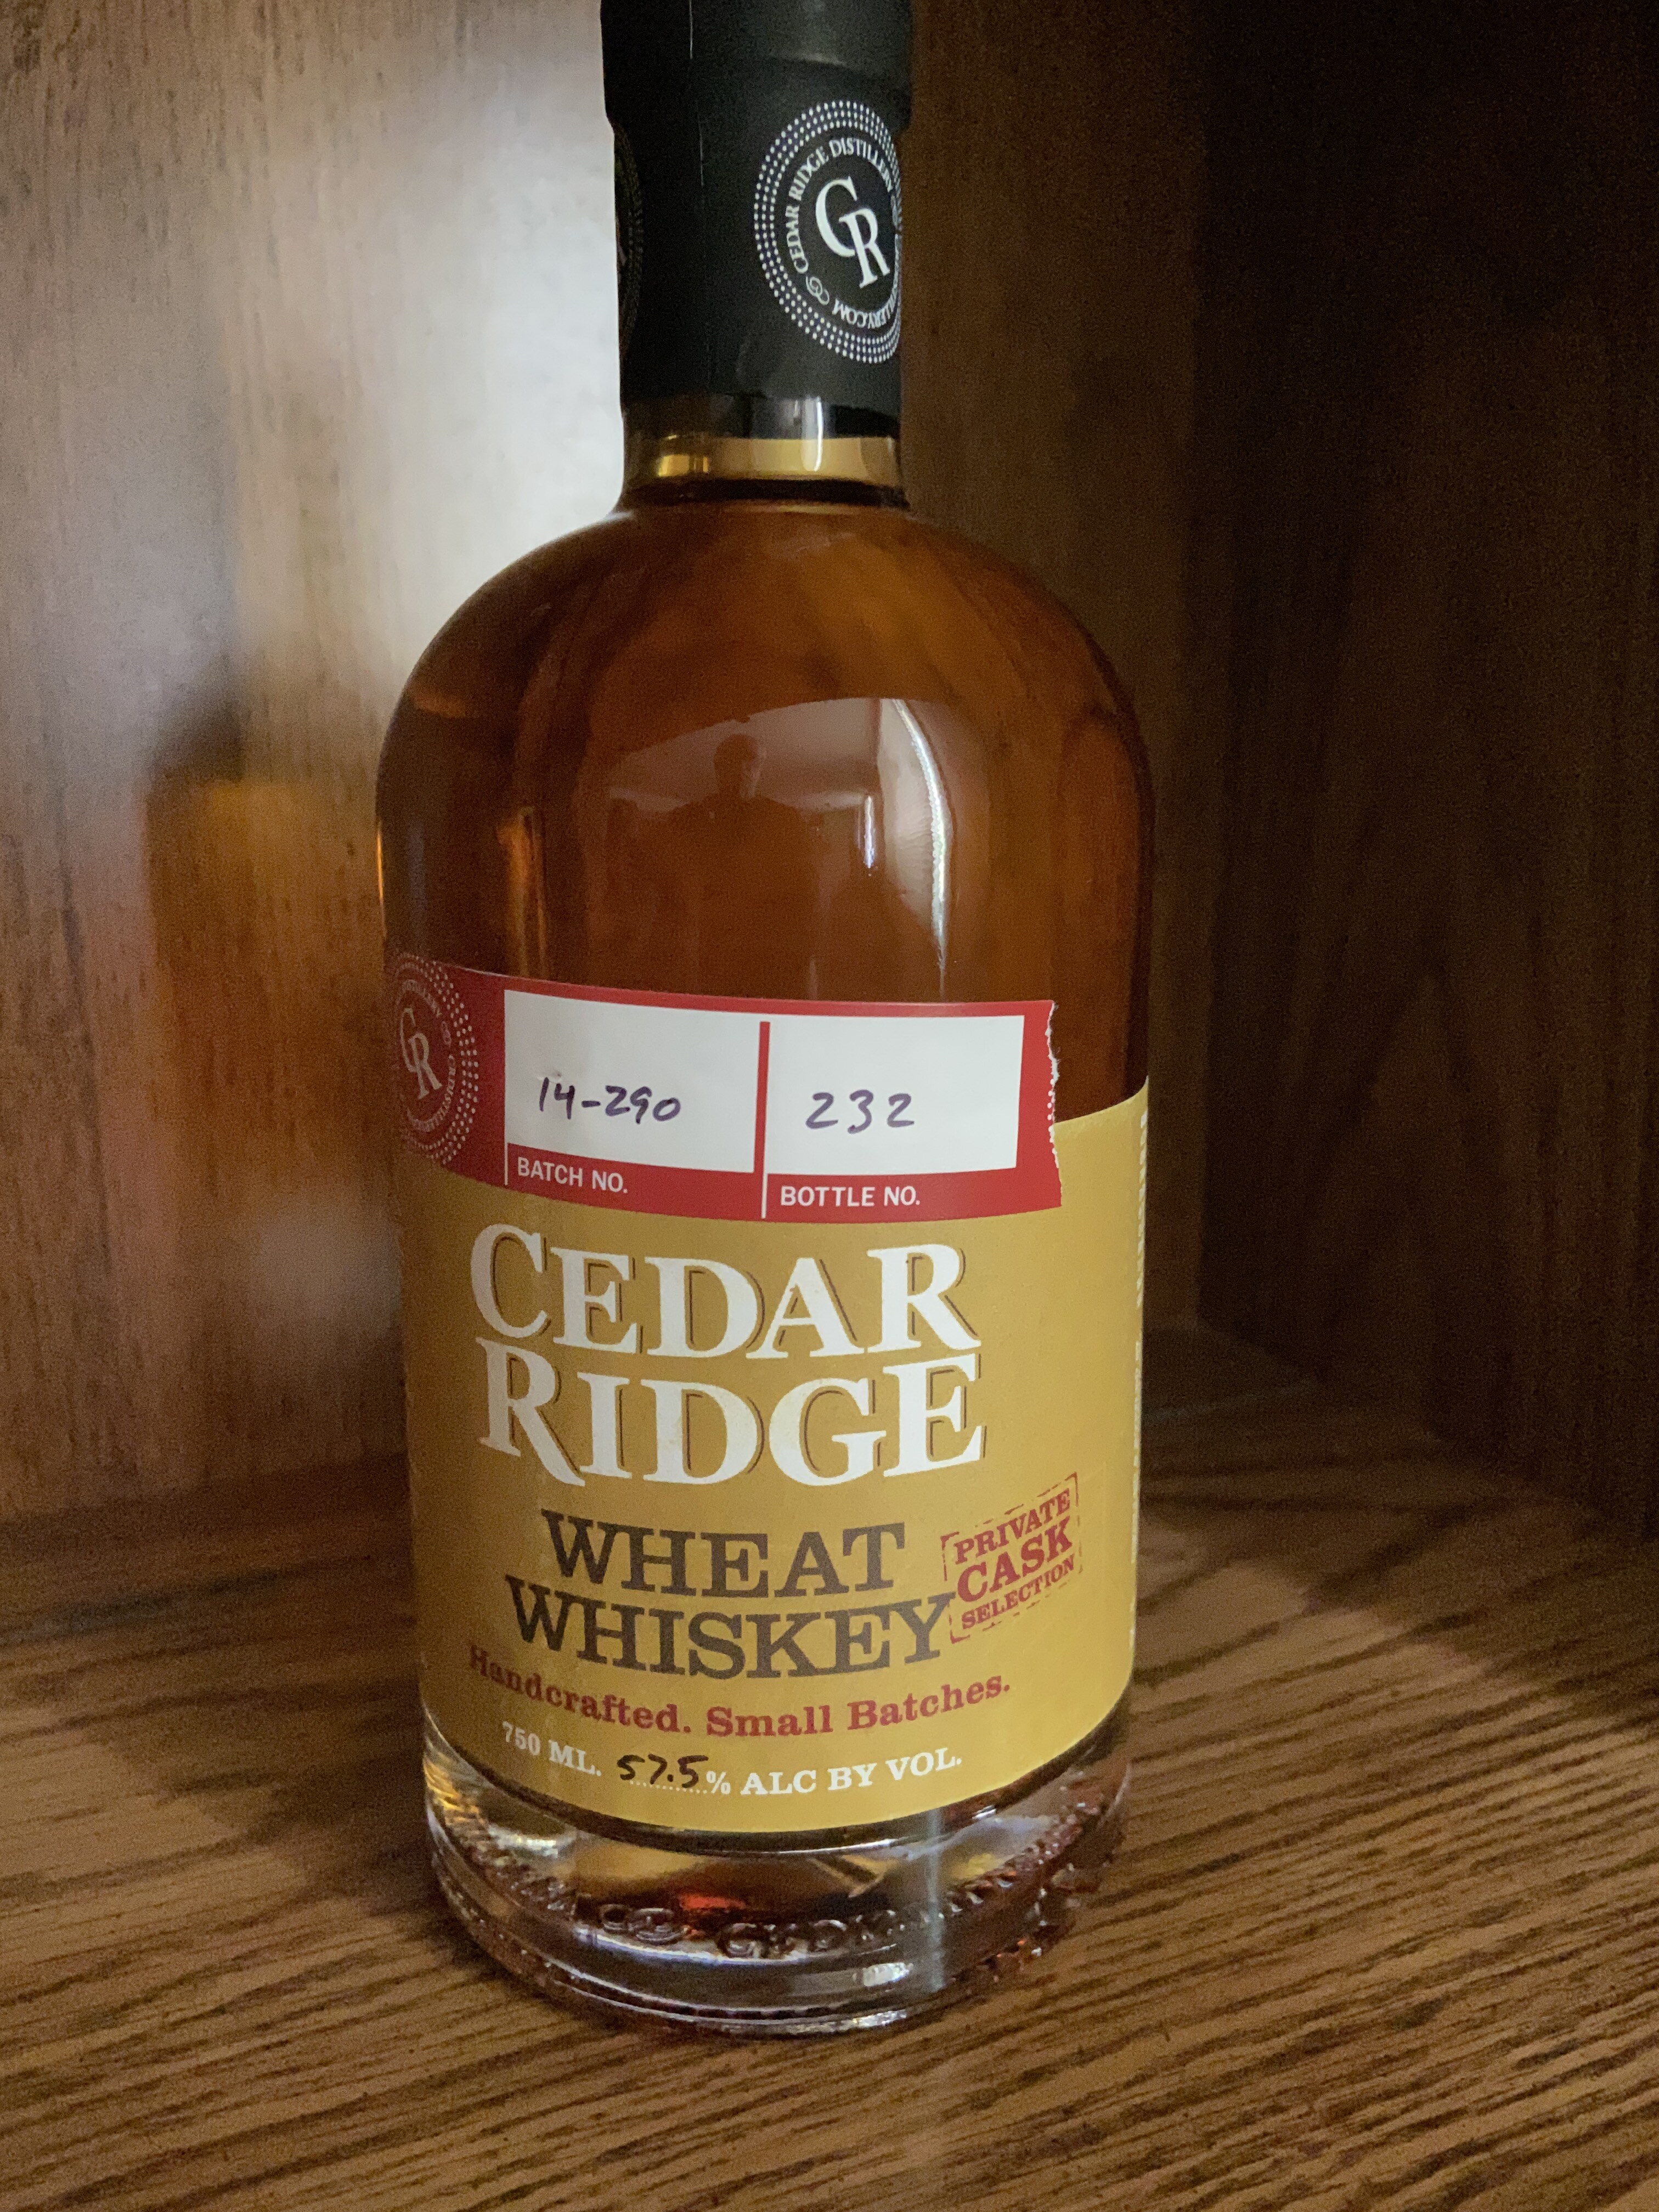 CEDAR RIDGE DISTILLERY
CR
14-290
232
BATCH NO.
BOTTLE NO.
CR
CEDAR
RIDGE
WHEAT
WHISKEY
PRIVATE
CASK
SELECTION
Handcrafted. Small Batches.
750 ML. 57.5% ALC BY VOL.